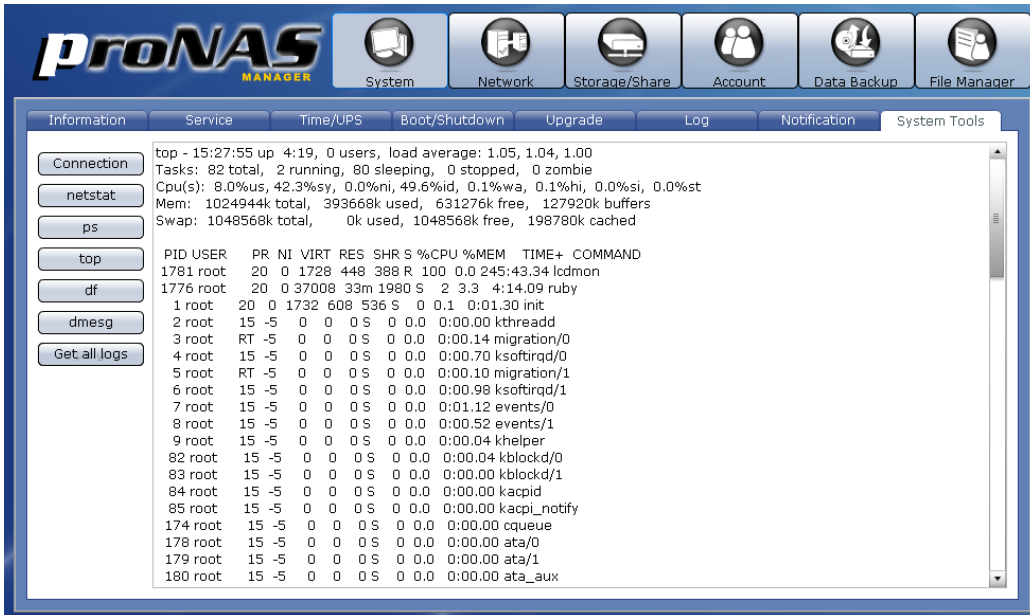 proNAS
MANAGER
System
Network
Storage/Share
Account
Data Backup
File Manager
Information
Service
Time/UPS
Boot/Shutdown
Upgrade
Log
Notification
System Tools
Connection
netstat
ps
top
df
dmesg
Get all logs
top - 15:27:55 up 4:19, 0 users, load average: 1.05, 1.04, 1.00
Tasks: 82 total, 2 running, 80 sleeping, 0 stopped, 0 zombie
Cpu(s): 8.0%us, 42.3%sy, 0.0%ni, 49.6%id, 0.1%wa, 0.1%hi, 0.0%si, 0.0%st
Mem: 1024944k total, 393668k used, 631276k free, 127920k buffers
Swap: 1048568k total, 0k used, 1048568k free, 198780k cached
PID USER PR NI VIRT RES SHR S %CPU %MEM TIME+ COMMAND
1781 root 20 0 1728 448 388 R 100 0.0 245:43.34 lcdmon
1776 root 20 0 37008 33m 1980 S 2 3.3 4:14.09 ruby
1 root 20 0 1732 608 536 S 0 0.1 0:01.30 init
2 root 15 -5 0 0 0 S 0 0.0 0:00.00 kthreadd
3 root RT -5 0 0 0 S 0 0.0 0:00.14 migration/0
4 root 15 -5 0 0 0 S 0 0.0 0:00.70 ksoftirqd/0
5 root RT -5 0 0 0 S 0 0.0 0:00.10 migration/1
6 root 15 -5 0 0 0 S 0 0.0 0:00.98 ksoftirqd/1
7 root 15 -5 0 0 0 S 0 0.0 0:01.12 events/0
8 root 15 -5 0 0 0 S 0 0.0 0:00.52 events/1
9 root 15 -5 0 0 0 S 0 0.0 0:00.04 khelper
82 root 15 -5 0 0 0 S 0 0.0 0:00.04 kblockd/0
83 root 15 -5 0 0 0 S 0 0.0 0:00.00 kblockd/1
84 root 15 -5 0 0 0 S 0 0.0 0:00.00 kacpid
85 root 15 -5 0 0 0 S 0 0.0 0:00.00 kacpi_notify
174 root 15 -5 0 0 0 S 0 0.0 0:00.00 cqueue
178 root 15 -5 0 0 0 S 0 0.0 0:00.00 ata/0
179 root 15 -5 0 0 0 S 0 0.0 0:00.00 ata/1
180 root 15 -5 0 0 0 S 0 0.0 0:00.00 ata_aux